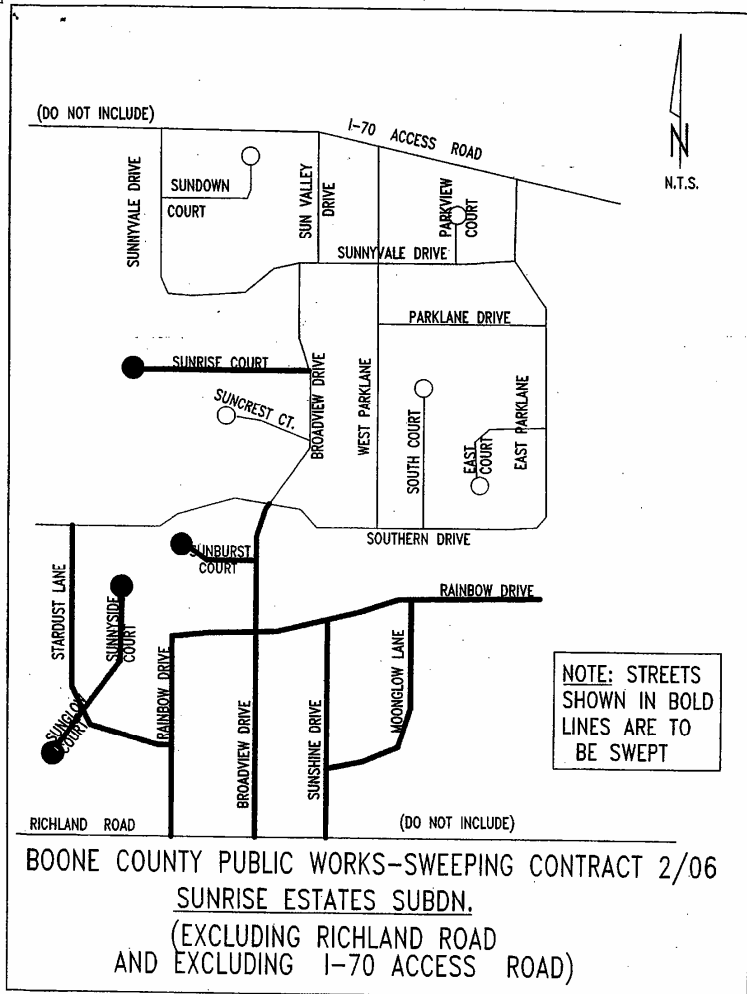 (DO NOT INCLUDE)
I-70 ACCESS ROAD
N
N.T.S.
SUNNYVALE DRIVE
SUNDOWN
COURT
SUN VALLEY
DRIVE
PARKVIEW
COURT
SUNNYVALE DRIVE
PARKLANE DRIVE
SUNRISE COURT
BROADVIEW DRIVE
WEST PARKLANE
SUNCREST CT.
SOUTH COURT
EAST
COURT
EAST PARKLANE
SOUTHERN DRIVE
SUNBURST
COURT
STARDUST LANE
SUNNYSIDE
COURT
RAINBOW DRIVE
RAINBOW DRIVE
MOONGLOW LANE
SUNGLOW
COURT
BROADVIEW DRIVE
SUNSHINE DRIVE
NOTE: STREETS
SHOWN IN BOLD
LINES ARE TO
BE SWEPT
RICHLAND ROAD
(DO NOT INCLUDE)
BOONE COUNTY PUBLIC WORKS-SWEEPING CONTRACT 2/06
SUNRISE ESTATES SUBDN.
(EXCLUDING RICHLAND ROAD
AND EXCLUDING I-70 ACCESS ROAD)